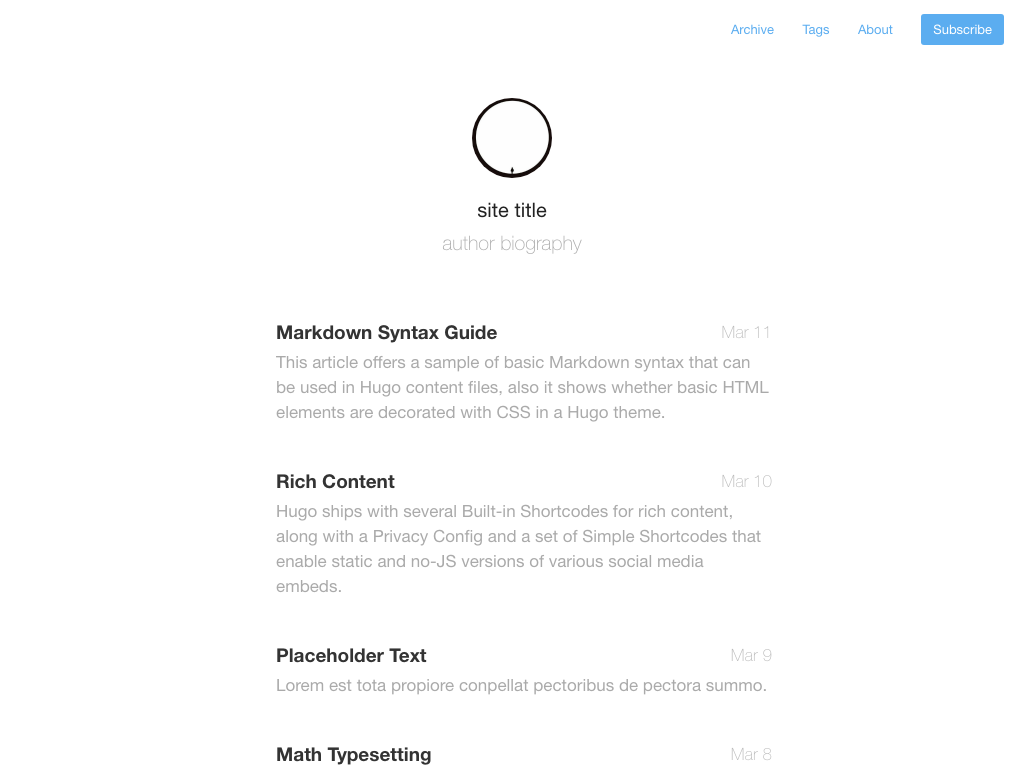 Archive Tags About Subscribe
site title
author biography
Markdown Syntax Guide Mar 11
This article offers a sample of basic Markdown syntax that can
be used in Hugo content files, also it shows whether basic HTML
elements are decorated with CSS in a Hugo theme.
Rich Content Mar 10
Hugo ships with several Built-in Shortcodes for rich content,
along with a Privacy Config and a set of Simple Shortcodes that
enable static and no-JS versions of various social media
embeds.
Placeholder Text Mar 9
Lorem est tota propiore conpellat pectoribus de pectora summo.
Math Typesetting Mar 8